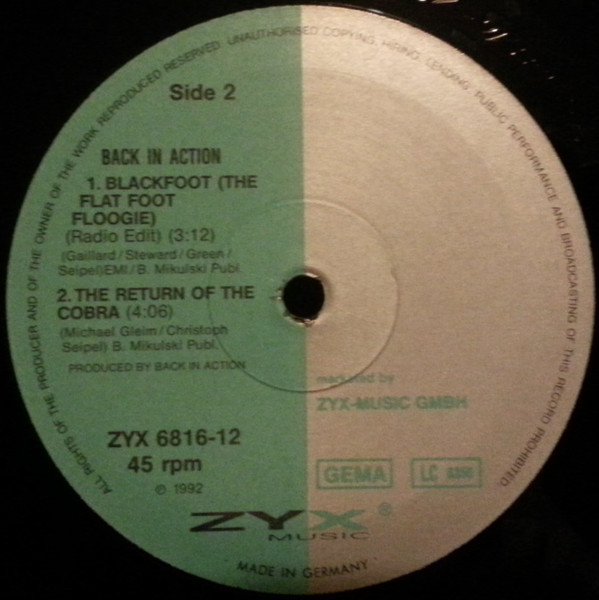 ALL RIGHTS OF THE PRODUCER AND OF THE OWNER OF THE WORK REPRODUCED RESERVED UNAUTHORISED COPYING, HIRING, LENDING PUBLIC PERFORMANCE AND BROADCASTING OF THIS RECORD PROHIBITED.
Side 2
BACK IN ACTION
1. BLACKFOOT (THE
FLAT FOOT
FLOOGIE)
(Radio Edit) (3:12)
(Gaillard/Steward/Green/
Seipel)EMI/B. Mikulski Publ.
2. THE RETURN OF THE
COBRA (4:06)
(Michael Gleim/Christoph
Seipel) B. Mikulski Publ.
PRODUCED BY BACK IN ACTION
marketed by
ZYX-MUSIC GMBH
ZYX 6816-12
45 rpm
℗ 1992
GEMA
LC
ZYX®
MUSIC
MADE IN GERMANY